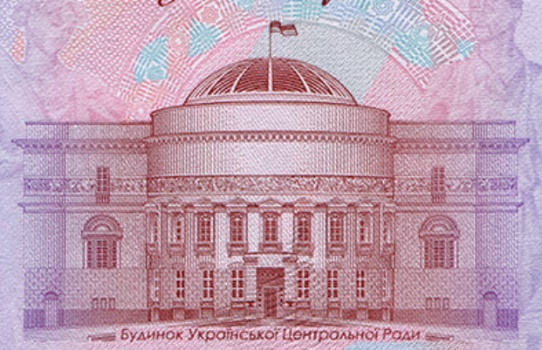 Будинок Української Центральної Ради